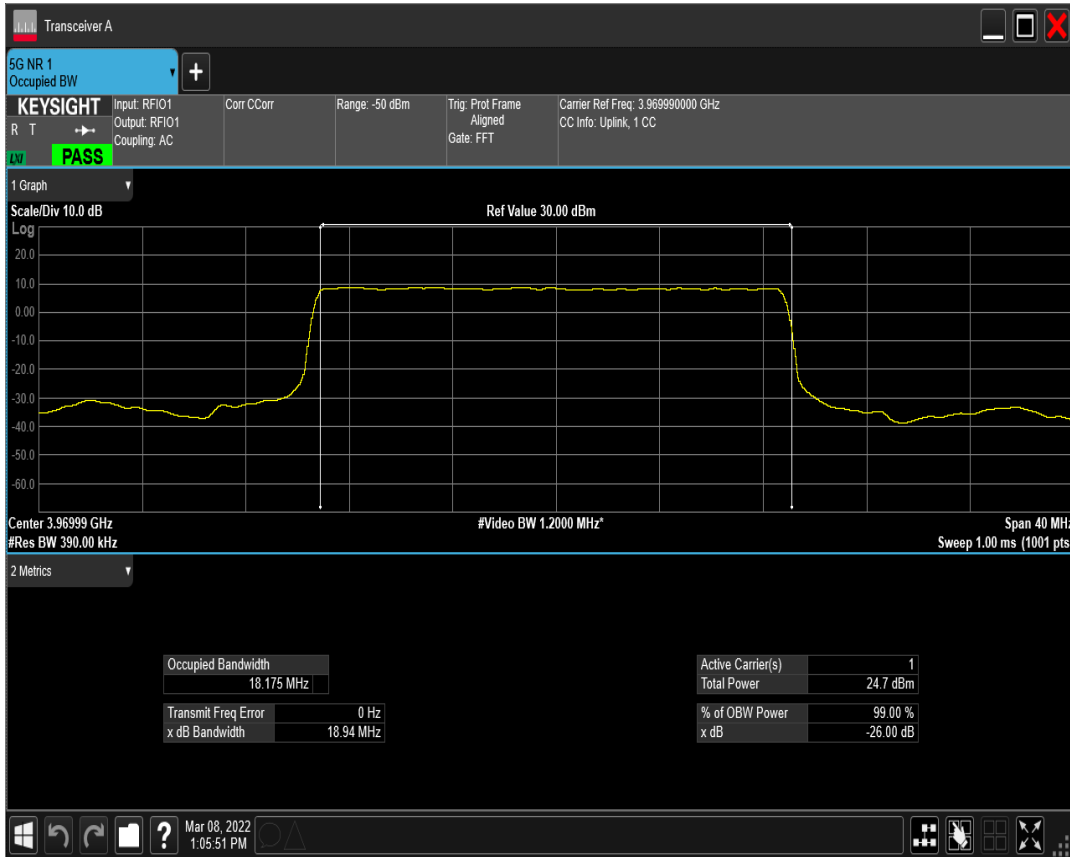 Transceiver A
5G NR 1
Occupied BW
+
KEYSIGHT
R T
LXI
PASS
Input: RFIO1
Output: RFIO1
Coupling: AC
Corr CCorr
Range: -50 dBm
Trig: Prot Frame
Aligned
Gate: FFT
Carrier Ref Freq: 3.969990000 GHz
CC Info: Uplink, 1 CC
1 Graph
Scale/Div 10.0 dB
Ref Value 30.00 dBm
Log
20.0
10.0
0.00
-10.0
-20.0
-30.0
-40.0
-50.0
-60.0
Center 3.96999 GHz
#Video BW 1.2000 MHz*
Span 40 MHz
#Res BW 390.00 kHz
Sweep 1.00 ms (1001 pts
2 Metrics
Occupied Bandwidth
18.175 MHz
Transmit Freq Error 0 Hz
x dB Bandwidth 18.94 MHz
Active Carrier(s) 1
Total Power 24.7 dBm
% of OBW Power 99.00 %
x dB -26.00 dB
?
Mar 08, 2022
1:05:51 PM